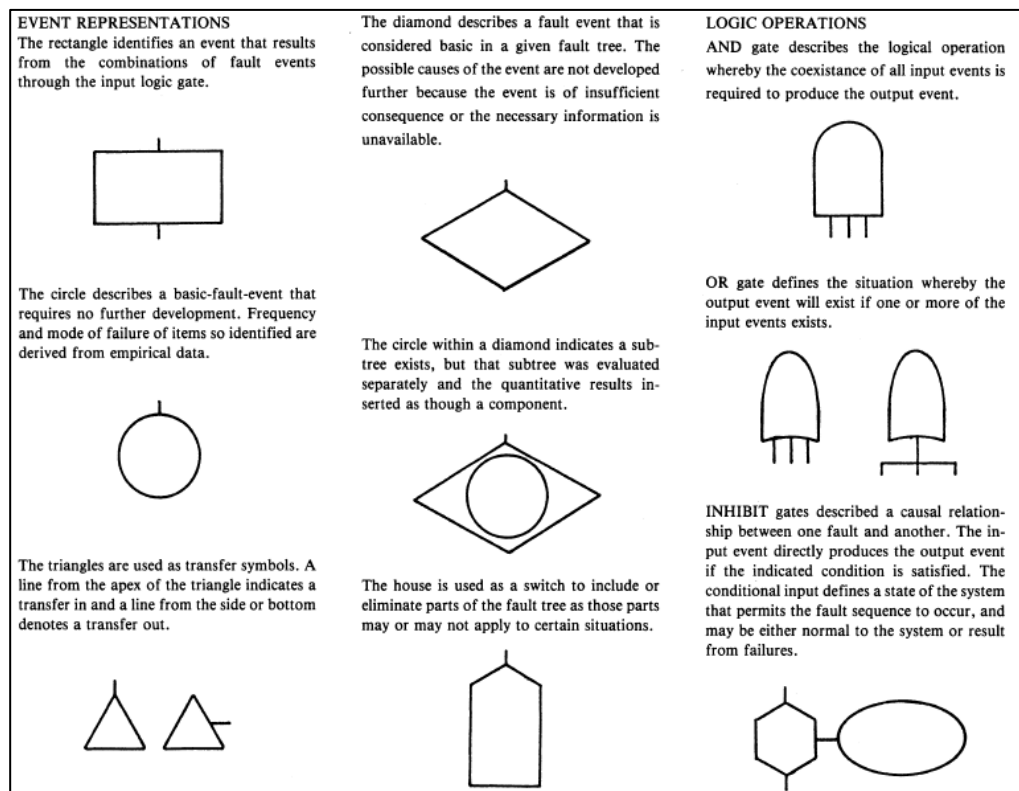 EVENT REPRESENTATIONS
The rectangle identifies an event that results
from the combinations of fault events
through the input logic gate.
The circle describes a basic-fault-event that
requires no further development. Frequency
and mode of failure of items so identified are
derived from empirical data.
The triangles are used as transfer symbols. A
line from the apex of the triangle indicates a
transfer in and a line from the side or bottom
denotes a transfer out.
The diamond describes a fault event that is
considered basic in a given fault tree. The
possible causes of the event are not developed
further because the event is of insufficient
consequence or the necessary information is
unavailable.
The circle within a diamond indicates a sub-
tree exists, but that subtree was evaluated
separately and the quantitative results in-
serted as though a component.
The house is used as a switch to include or
eliminate parts of the fault tree as those parts
may or may not apply to certain situations.
LOGIC OPERATIONS
AND gate describes the logical operation
whereby the coexistance of all input events is
required to produce the output event.
OR gate defines the situation whereby the
output event will exist if one or more of the
input events exists.
INHIBIT gates described a causal relation-
ship between one fault and another. The in-
put event directly produces the output event
if the indicated condition is satisfied. The
conditional input defines a state of the system
that permits the fault sequence to occur, and
may be either normal to the system or result
from failures.